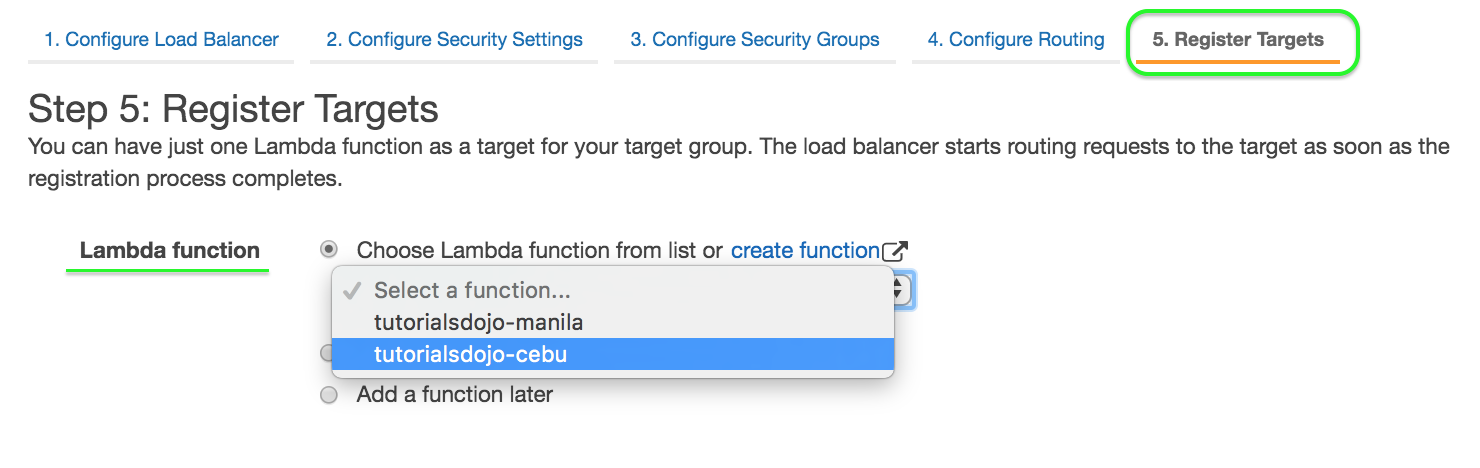 1. Configure Load Balancer 2. Configure Security Settings 3. Configure Security Groups 4. Configure Routing 5. Register Targets
Step 5: Register Targets
You can have just one Lambda function as a target for your target group. The load balancer starts routing requests to the target as soon as the
registration process completes.
Lambda function Choose Lambda function from list or create function
Select a function...
tutorialsdojo-manila
tutorialsdojo-cebu
Add a function later